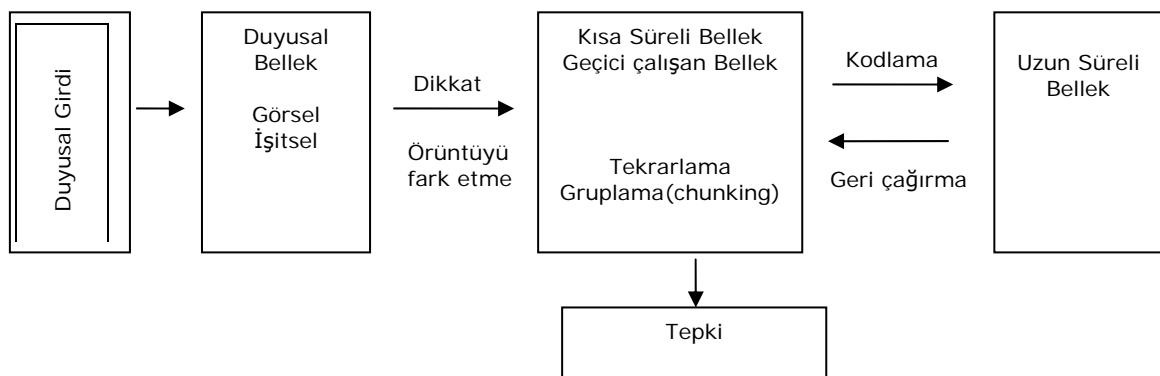 Duyusal Girdi
Duyusal
Bellek
Görsel
İşitsel
Dikkat
Örüntüyü
fark etme
Kısa Süreli Bellek
Geçici çalışan Bellek
Tekrarlama
Gruplama(chunking)
Kodlama
Geri çağırma
Uzun Süreli
Bellek
Tepki